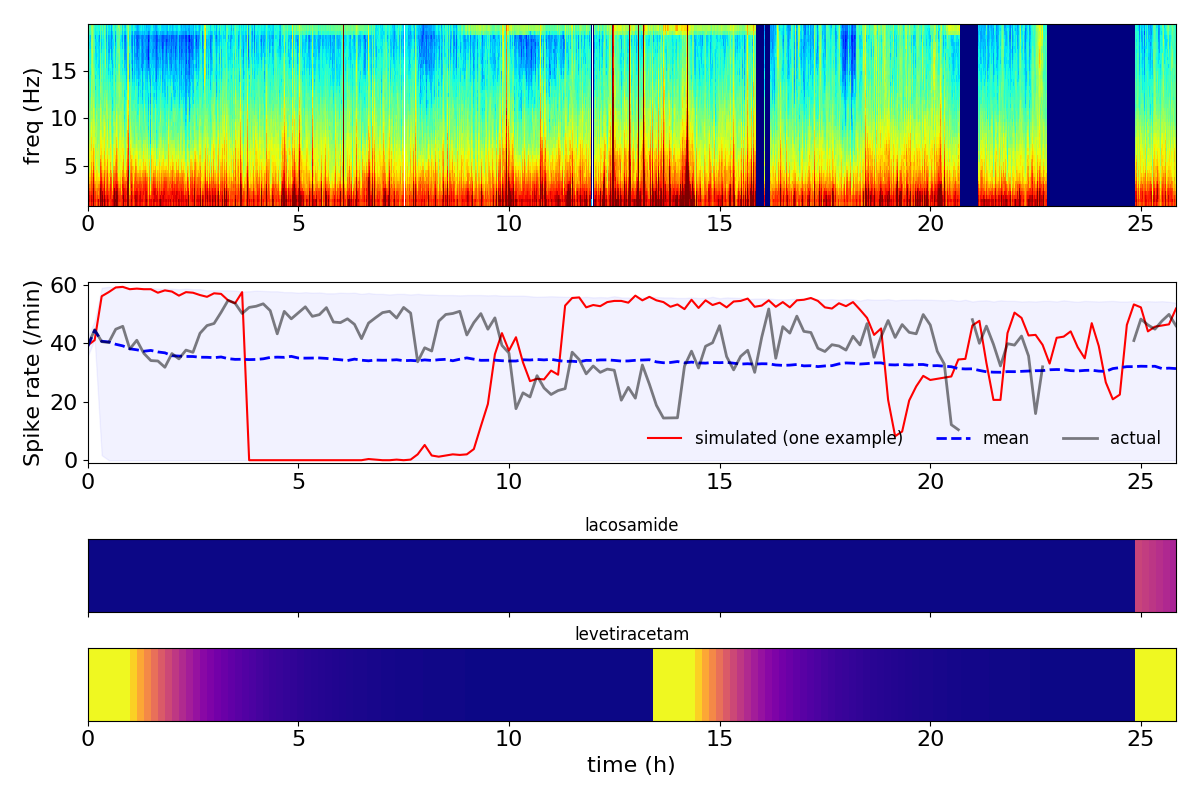 freq (Hz)
15
10
5
0 5 10 15 20 25
Spike rate (/min)
60
40
20
0
simulated (one example) mean actual
0 5 10 15 20 25
lacosamide
levetiracetam
0 5 10 15 20 25
time (h)